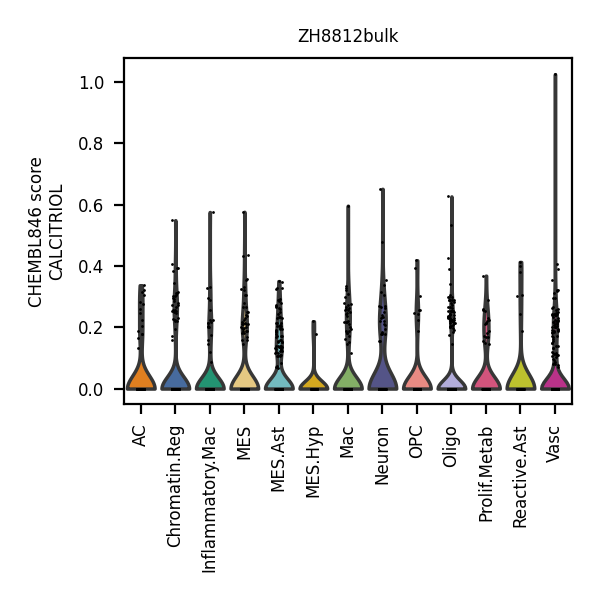 ZH8812bulk
CHEMBL846 score
CALCITRIOL
1.0
0.8
0.6
0.4
0.2
0.0
AC
Chromatin.Reg
Inflammatory.Mac
MES
MES.Ast
MES.Hyp
Mac
Neuron
OPC
Oligo
Prolif.Metab
Reactive.Ast
Vasc